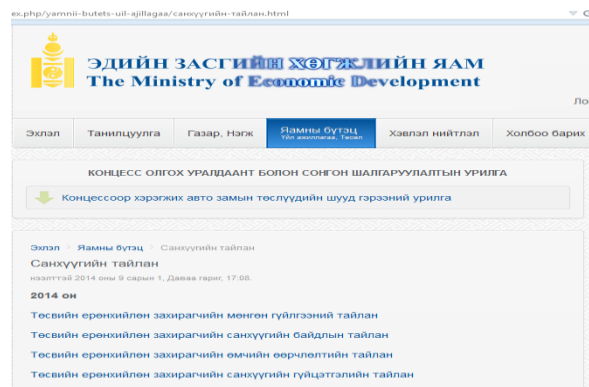 ex.php/yamnii-butets-uil-ajillagaa/санхүүгийн-тайлан.html
ЭДИЙН ЗАСГИЙН ХӨГЖЛИЙН ЯАМ
The Ministry of Economic Development
Ло
Эхлэл Танилцуулга Газар, Нэгж Яамны бүтэц Хэвлэл нийтлэл Холбоо барих
Үйл ажиллагаа, Төсөл
КОНЦЕСС ОЛГОХ УРАЛДААНТ БОЛОН СОНГОН ШАЛГАРУУЛАЛТЫН УРИЛГА
Концессоор хэрэгжих авто замын төслүүдийн шууд гэрээний урилга
Эхлэл Яамны бүтэц Санхүүгийн тайлан
Санхүүгийн тайлан
нээлттэй 2014 оны 9 сарын 1, Даваа гариг, 17:08.
2014 он
Төсвийн ерөнхийлөн захирагчийн мөнгөн гүйлгээний тайлан
Төсвийн ерөнхийлөн захирагчийн санхүүгийн байдлын тайлан
Төсвийн ерөнхийлөн захирагчийн өмчийн өөрчлөлтийн тайлан
Төсвийн ерөнхийлөн захирагчийн санхүүгийн гүйцэтгэлийн тайлан